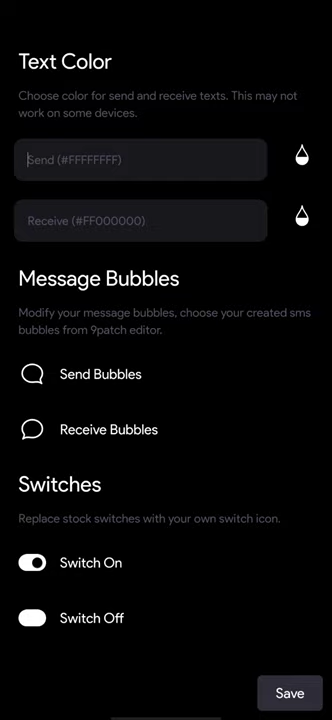 Text Color
Choose color for send and receive texts. This may not
work on some devices.
Send (#FFFFFFFF)
Receive (#FF000000)
Message Bubbles
Modify your message bubbles, choose your created sms
bubbles from 9patch editor.
Send Bubbles
Receive Bubbles
Switches
Replace stock switches with your own switch icon.
Switch On
Switch Off
Save